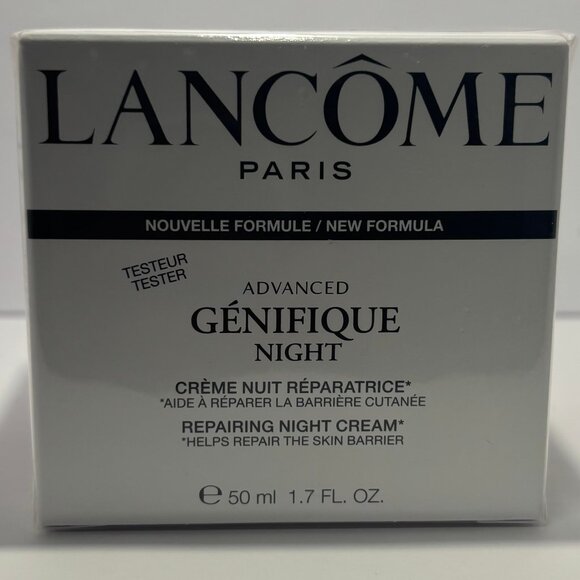 LANCÔME
PARIS
NOUVELLE FORMULE / NEW FORMULA
TESTEUR
TESTER
ADVANCED
GÉNIFIQUE
NIGHT
CRÈME NUIT RÉPARATRICE*
*AIDE À RÉPARER LA BARRIÈRE CUTANÉE
REPAIRING NIGHT CREAM*
*HELPS REPAIR THE SKIN BARRIER
℮ 50 ml 1.7 FL. OZ.